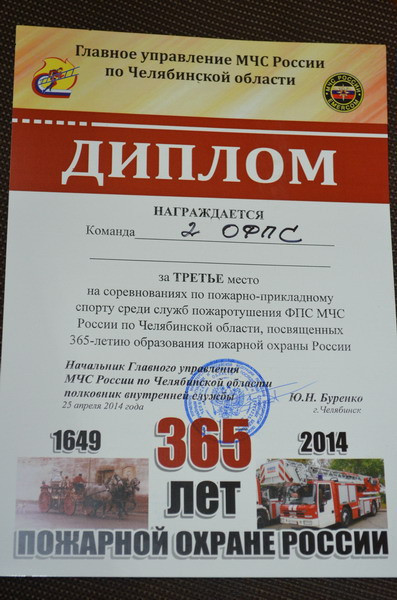 Главное управление МЧС России
по Челябинской области
МЧС РОССИИ
EMERCOM
ДИПЛОМ
НАГРАЖДАЕТСЯ
Команда 2 ОФПС
за ТРЕТЬЕ место
на соревнованиях по пожарно-прикладному
спорту среди служб пожаротушения ФПС МЧС
России по Челябинской области, посвященных
365-летию образования пожарной охраны России
Начальник Главного управления
МЧС России по Челябинской области
полковник внутренней службы
Ю.Н. Буренко
25 апреля 2014 года
г.Челябинск
1649
365
2014
лет
ПОЖАРНОЙ ОХРАНЕ РОССИИ